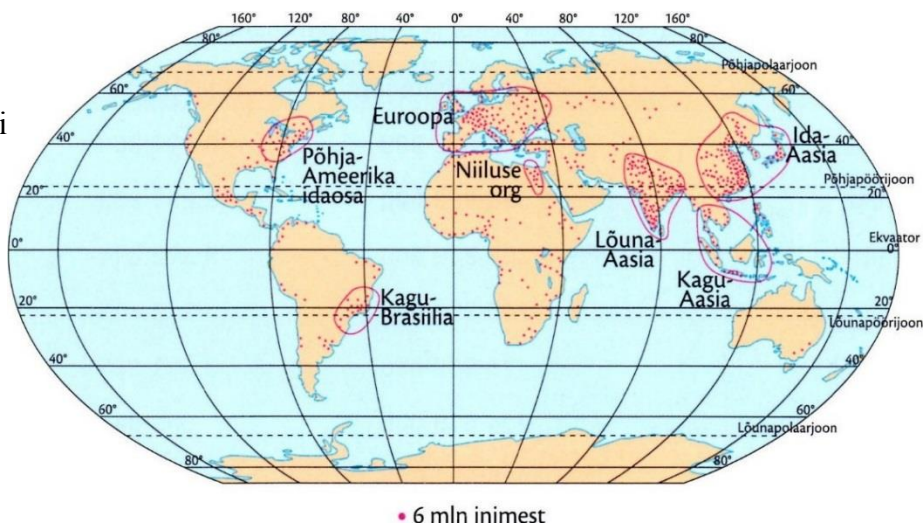 160° 120° 80° 40° 0° 40° 80° 120° 160°
80° 80°
Põhjapolaarjoon
60° 60°
i
Euroopa
Ida-
Aasia
40° 40°
Põhja-
Ameerika
idaosa
Niiluse
org
Põhjapöörijoon
20° 20°
Lõuna-
Aasia
Ekvaator
0° 0°
Kagu-
Aasia
Kagu-
Brasiilia
20° 20°
Lõunapöörijoon
40° 40°
60° 60°
Lõunapolaarjoon
80° 80°
• 6 mln inimest